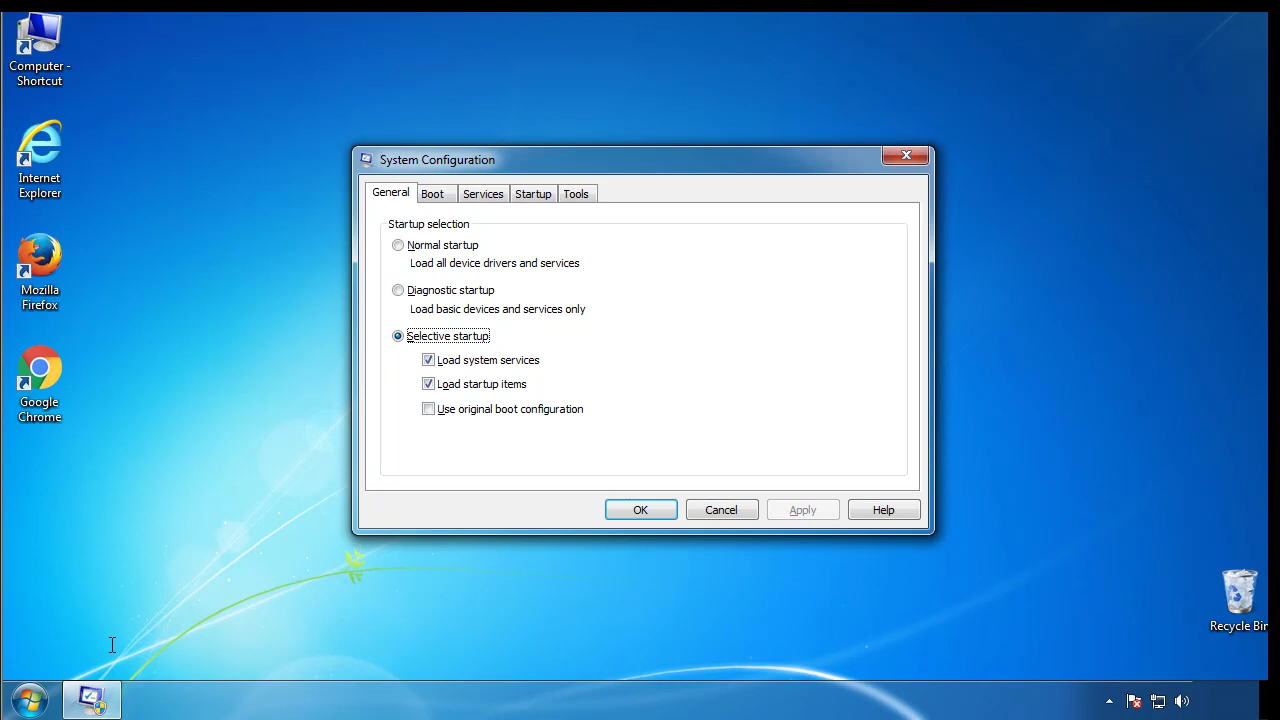 Computer -
Shortcut
Internet
Explorer
Mozilla
Firefox
Google
Chrome
System Configuration
General Boot Services Startup Tools
Startup selection
Normal startup
Load all device drivers and services
Diagnostic startup
Load basic devices and services only
Selective startup
Load system services
Load startup items
Use original boot configuration
OK Cancel Apply Help
Recycle Bin